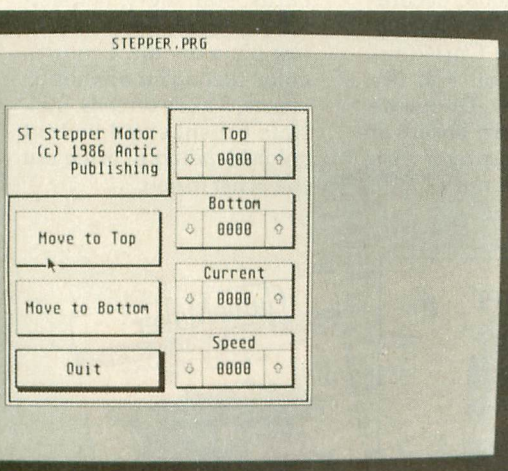 STEPPER.PRG
ST Stepper Motor
(c) 1986 Antic
Publishing
Move to Top
Move to Bottom
Quit
Top
0000
Bottom
0000
Current
0000
Speed
0000